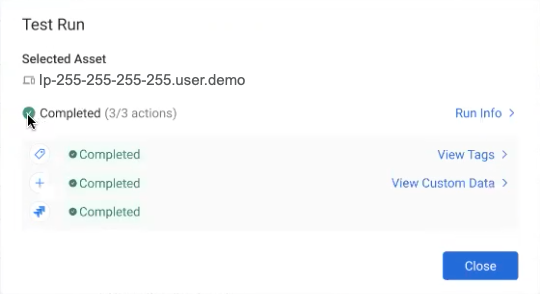 Test Run
Selected Asset
Ip-255-255-255-255.user.demo
Completed (3/3 actions) Run Info
Completed View Tags
Completed View Custom Data
Completed
Close